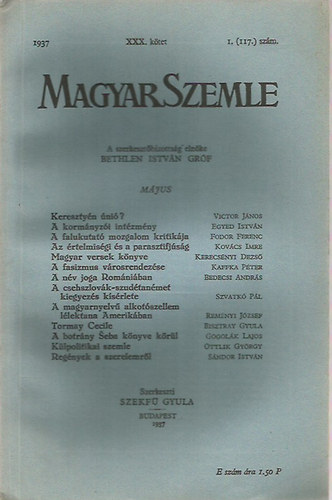 1937 XXX. kötet 1. (117.) szám.
MAGYAR SZEMLE
A szerkesztőbizottság elnöke
BETHLEN ISTVÁN GRÓF
MÁJUS
Keresztyén únió? VICTOR JÁNOS
A kormányzói intézmény EGYED ISTVÁN
A falukutató mozgalom kritikája FODOR FERENC
Az értelmiségi és a parasztifjúság KOVÁCS IMRE
Magyar versek könyve KERECSÉNYI DEZSŐ
A fasizmus városrendezése KAFFKA PÉTER
A név joga Romániában BEDECSI ANDRÁS
A csehszlovák-szudétanémet
kiegyezés kísérlete SZVATKÓ PÁL
A magyarnyelvű alkotószellem
lélektana Amerikában REMÉNYI JÓZSEF
Tormay Cecile BISZTRAY GYULA
A botrány Šeba könyve körül GOGOLÁK LAJOS
Külpolitikai szemle OTTLIK GYÖRGY
Regények a szerelemről SÁNDOR ISTVÁN
Szerkeszti
SZEKFŰ GYULA
BUDAPEST
1937
E szám ára 1.50 P